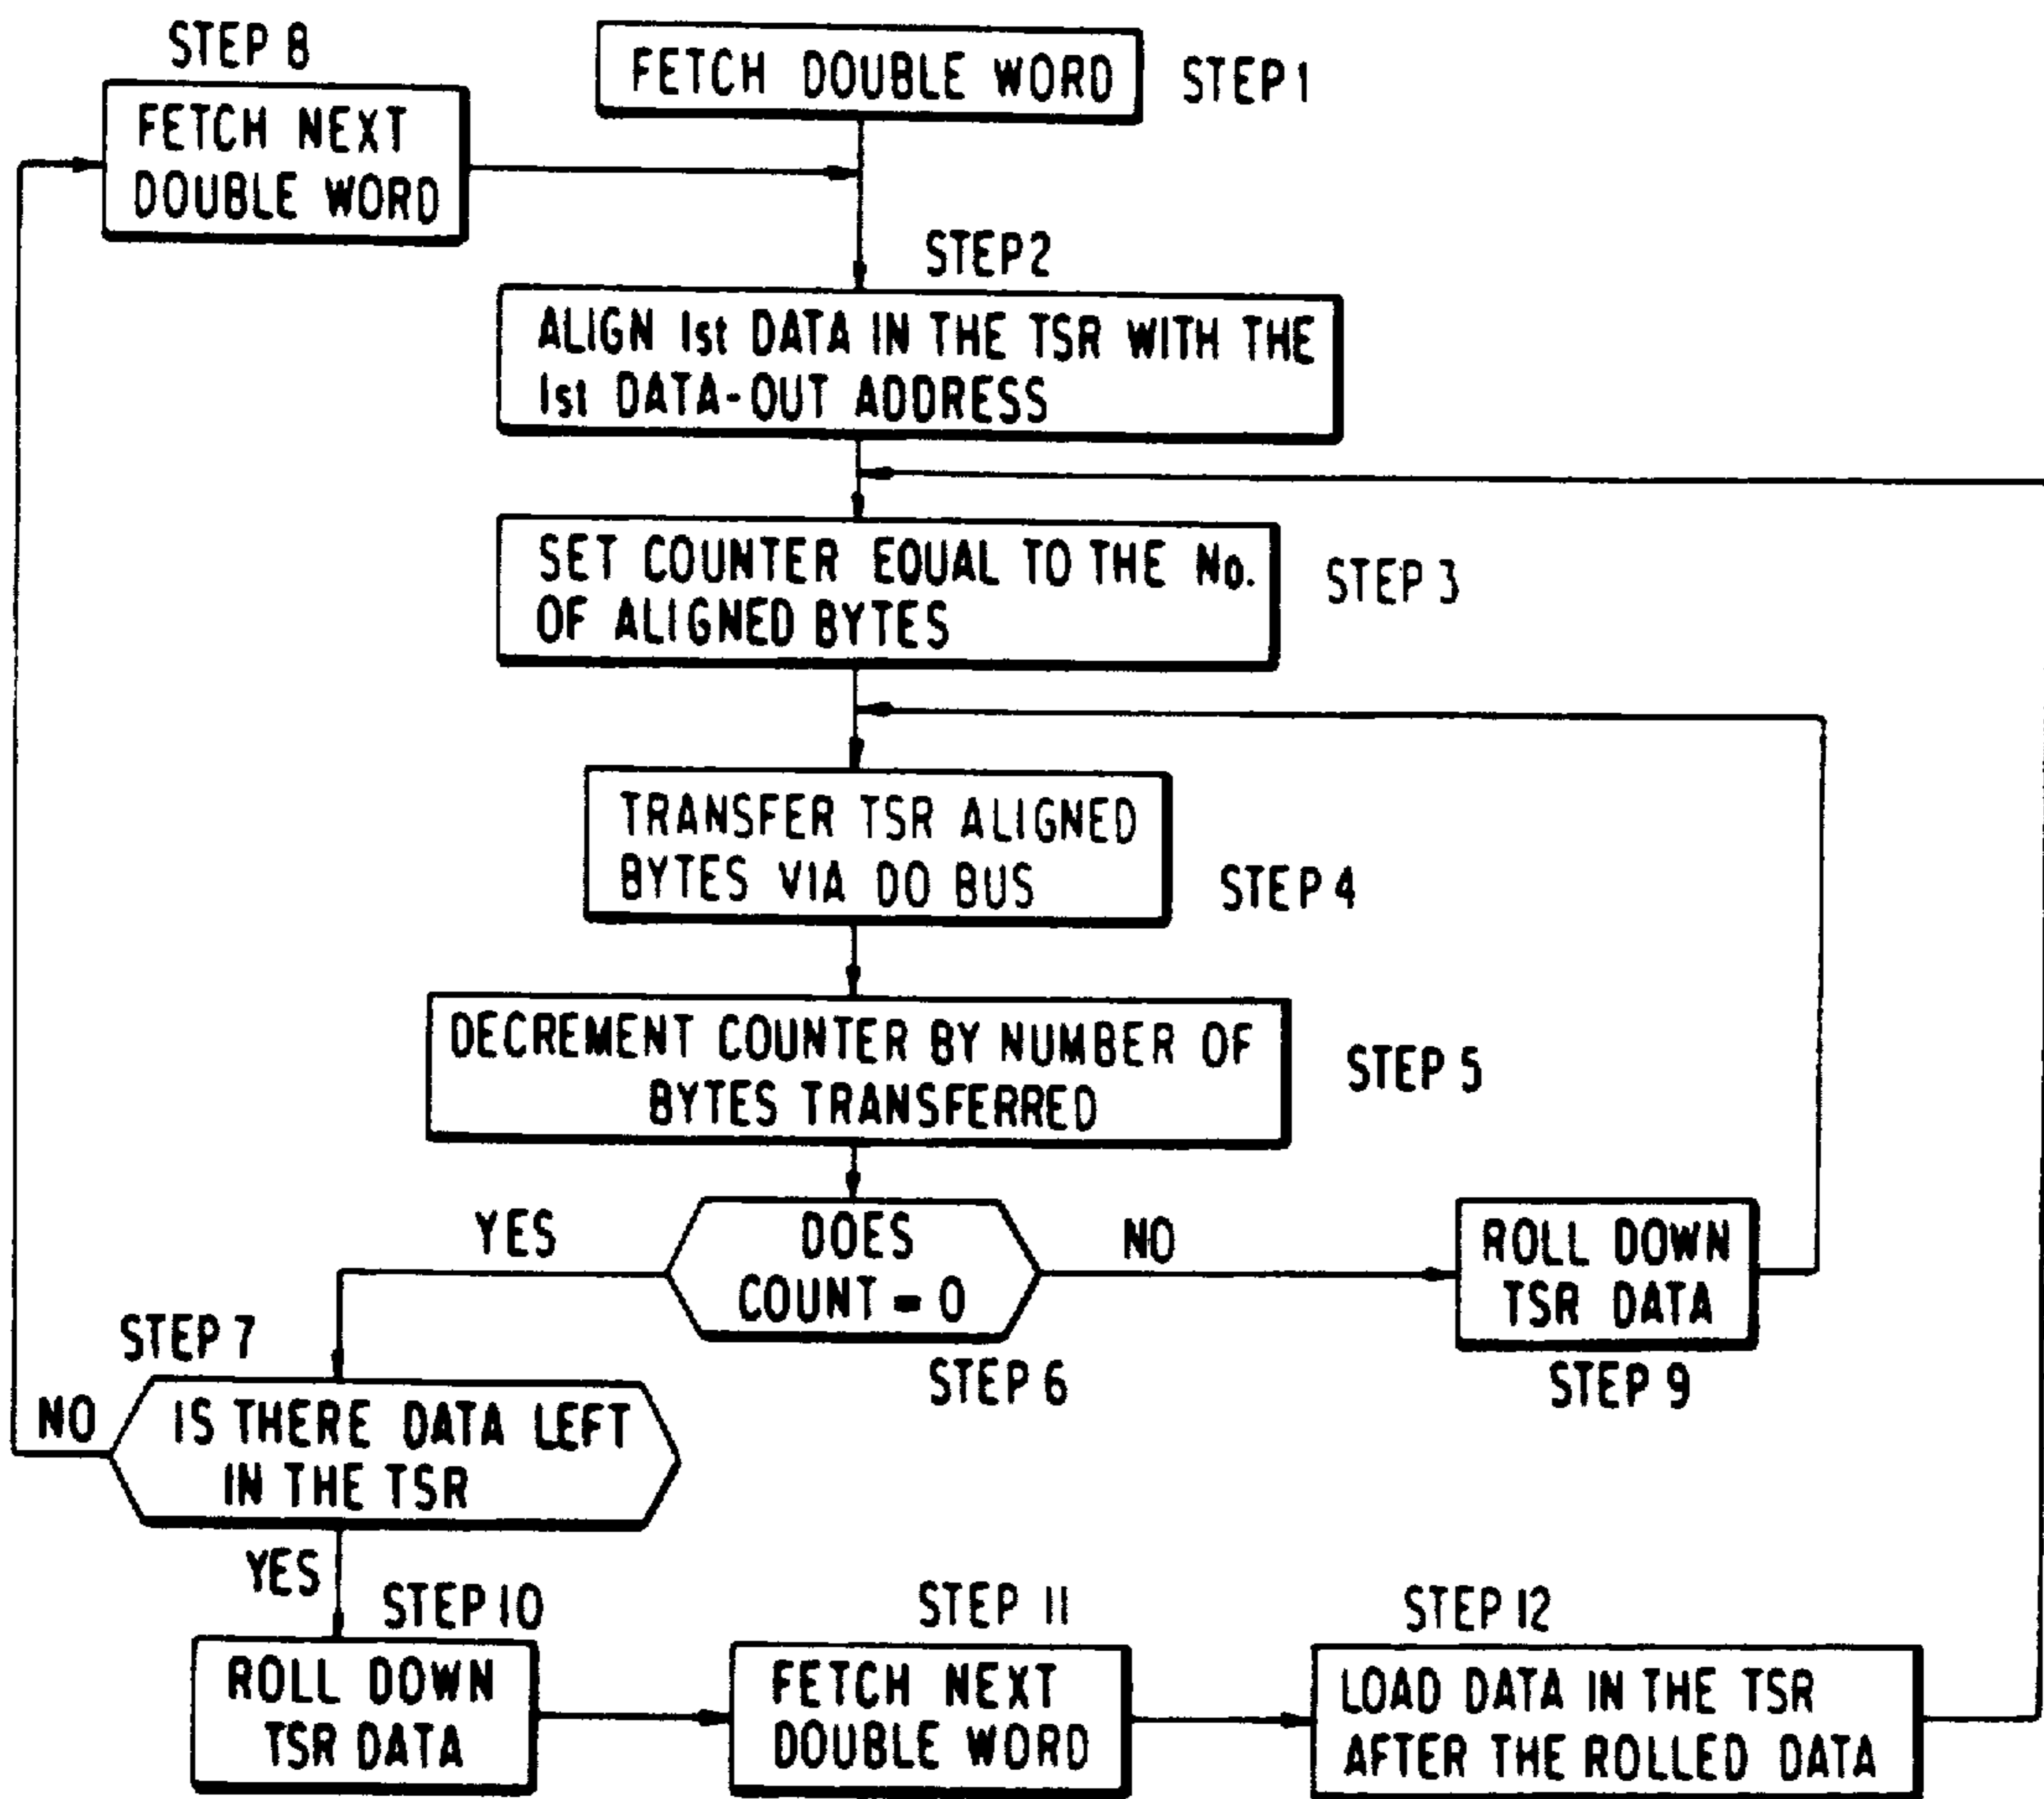 STEP 8
FETCH DOUBLE WORD
STEP 1
FETCH NEXT
DOUBLE WORD
STEP2
ALIGN 1st DATA IN THE TSR WITH THE
1st DATA-OUT ADDRESS
SET COUNTER EQUAL TO THE No.
OF ALIGNED BYTES
STEP 3
TRANSFER TSR ALIGNED
BYTES VIA DO BUS
STEP 4
DECREMENT COUNTER BY NUMBER OF
BYTES TRANSFERRED
STEP 5
YES
DOES
COUNT = 0
NO
STEP 6
ROLL DOWN
TSR DATA
STEP 9
STEP 7
NO
IS THERE DATA LEFT
IN THE TSR
YES
STEP 10
ROLL DOWN
TSR DATA
STEP 11
FETCH NEXT
DOUBLE WORD
STEP 12
LOAD DATA IN THE TSR
AFTER THE ROLLED DATA